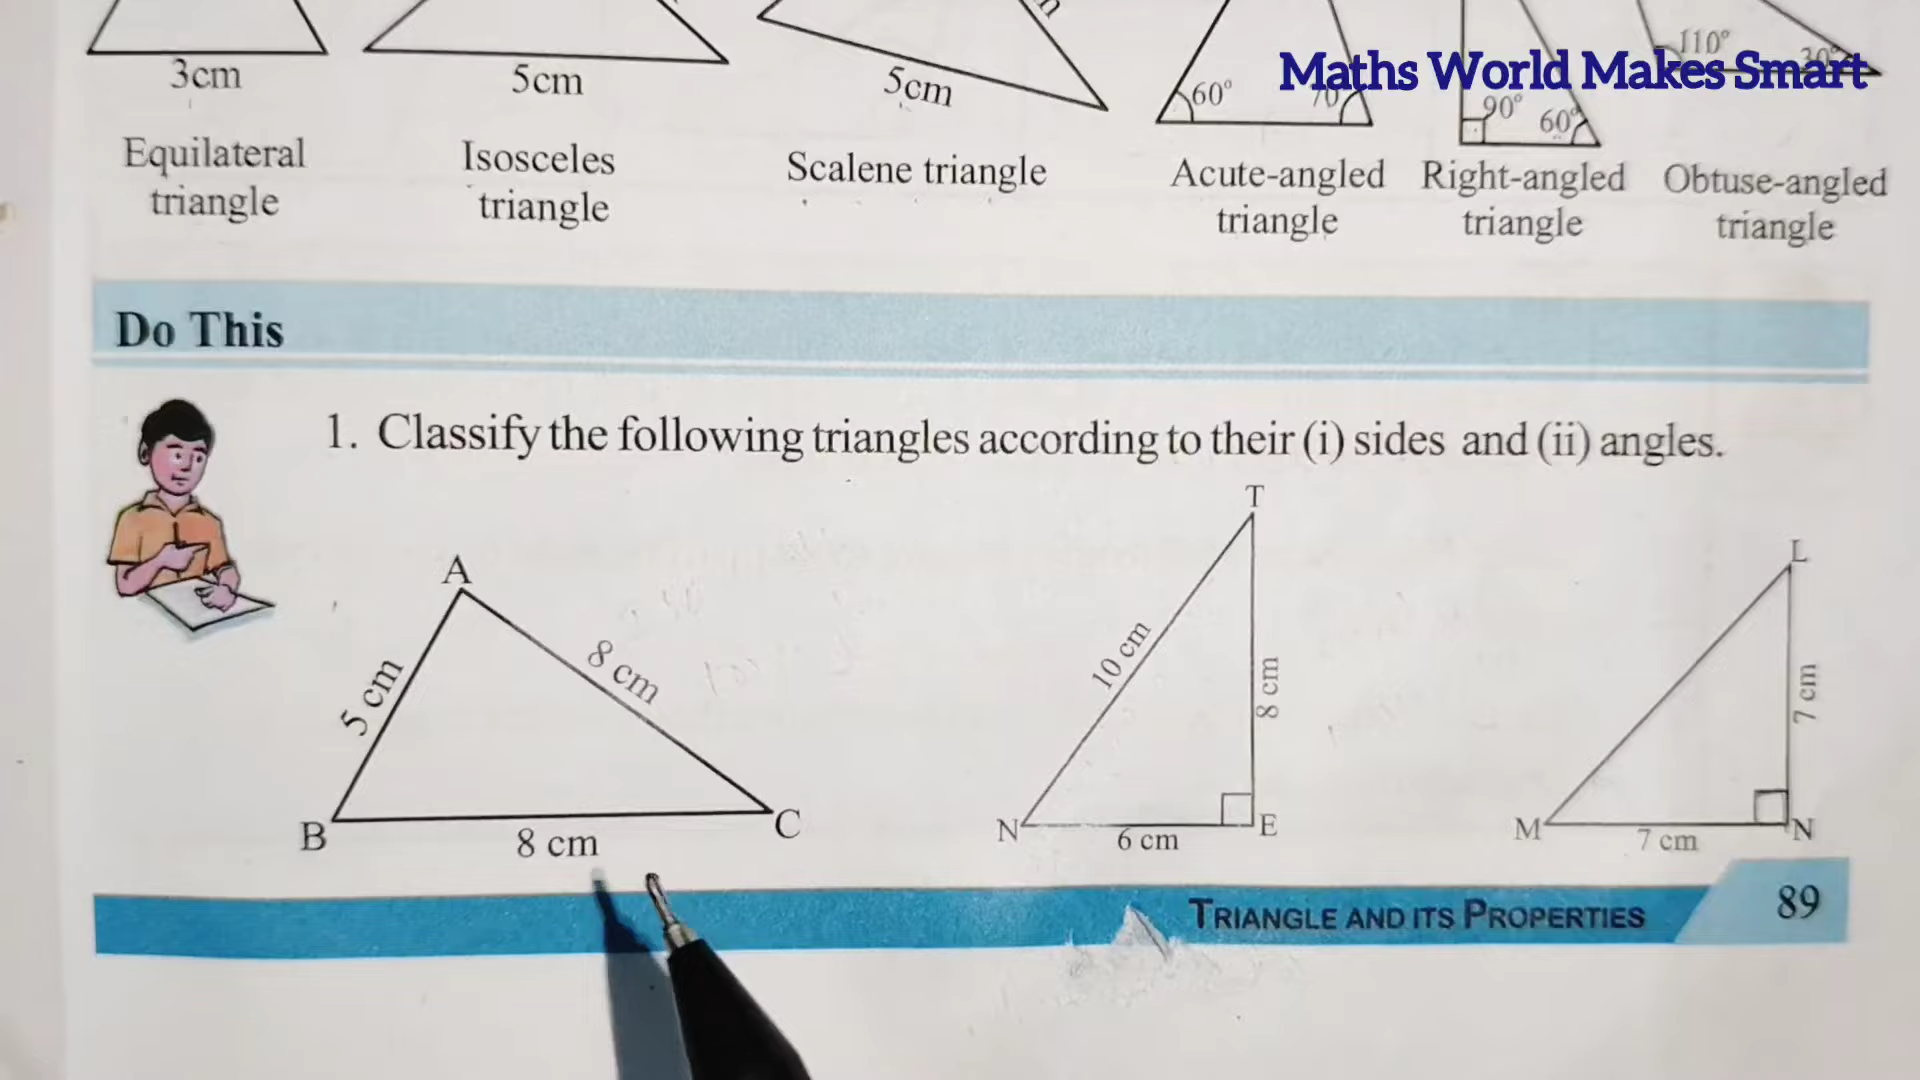 Maths World Makes Smart
3cm
5cm
5cm
60°
70
90°
60°
110°
30°
Equilateral
triangle
Isosceles
triangle
Scalene triangle
Acute-angled
triangle
Right-angled
triangle
Obtuse-angled
triangle
Do This
1. Classify the following triangles according to their (i) sides and (ii) angles.
A
5 cm
8 cm
B
8 cm
C
T
10 cm
8 cm
N
6 cm
E
L
7 cm
M
7 cm
N
TRIANGLE AND ITS PROPERTIES
89